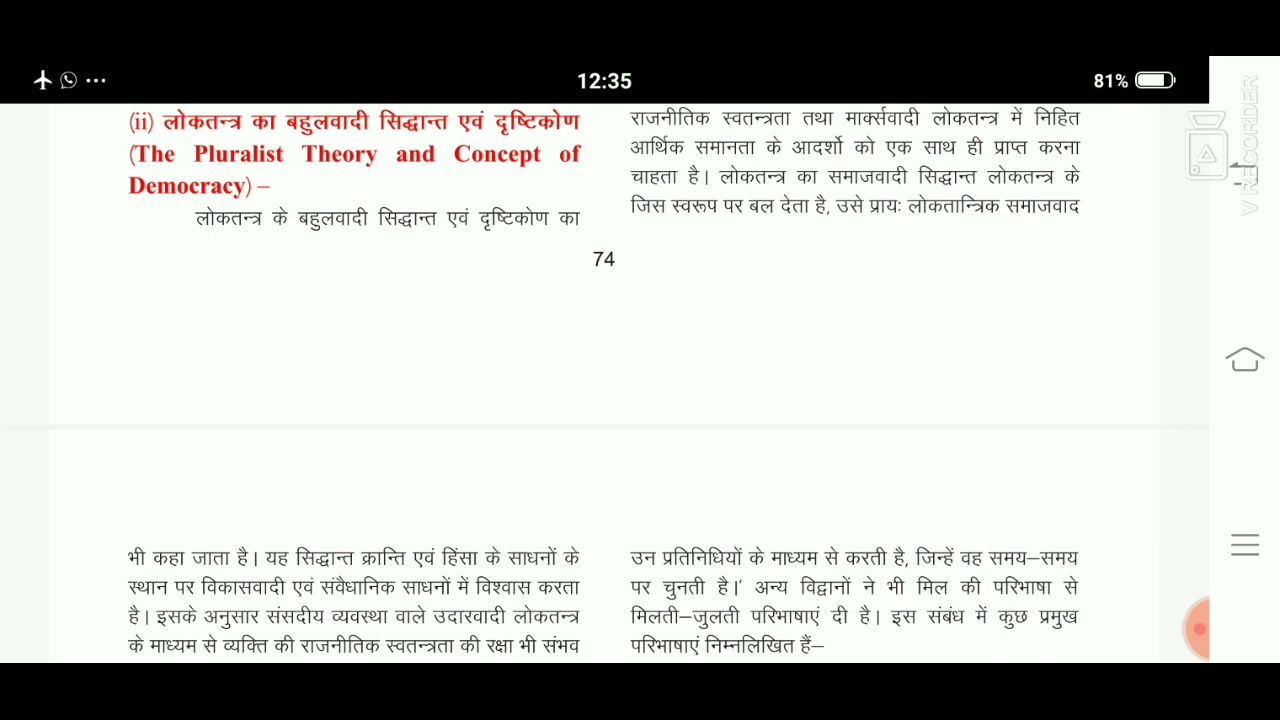 12:35
81%
(ii) लोकतन्त्र का बहुलवादी सिद्धान्त एवं दृष्टिकोण
(The Pluralist Theory and Concept of
Democracy) –
लोकतन्त्र के बहुलवादी सिद्धान्त एवं दृष्टिकोण का
राजनीतिक स्वतन्त्रता तथा मार्क्सवादी लोकतन्त्र में निहित
आर्थिक समानता के आदर्शो को एक साथ ही प्राप्त करना
चाहता है। लोकतन्त्र का समाजवादी सिद्धान्त लोकतन्त्र के
जिस स्वरूप पर बल देता है, उसे प्रायः लोकतान्त्रिक समाजवाद
74
भी कहा जाता है। यह सिद्धान्त क्रान्ति एवं हिंसा के साधनों के
स्थान पर विकासवादी एवं संवैधानिक साधनों में विश्वास करता
है। इसके अनुसार संसदीय व्यवस्था वाले उदारवादी लोकतन्त्र
के माध्यम से व्यक्ति की राजनीतिक स्वतन्त्रता की रक्षा भी संभव
उन प्रतिनिधियों के माध्यम से करती है, जिन्हें वह समय–समय
पर चुनती है।’ अन्य विद्वानों ने भी मिल की परिभाषा से
मिलती–जुलती परिभाषाएं दी है। इस संबंध में कुछ प्रमुख
परिभाषाएं निम्नलिखित हैं–
V RECORDER